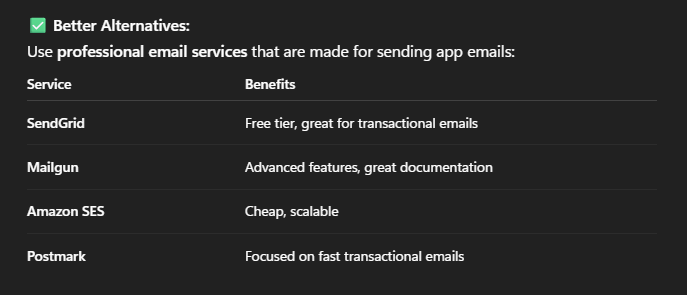 ✅ Better Alternatives:
Use professional email services that are made for sending app emails:
Service Benefits
SendGrid Free tier, great for transactional emails
Mailgun Advanced features, great documentation
Amazon SES Cheap, scalable
Postmark Focused on fast transactional emails